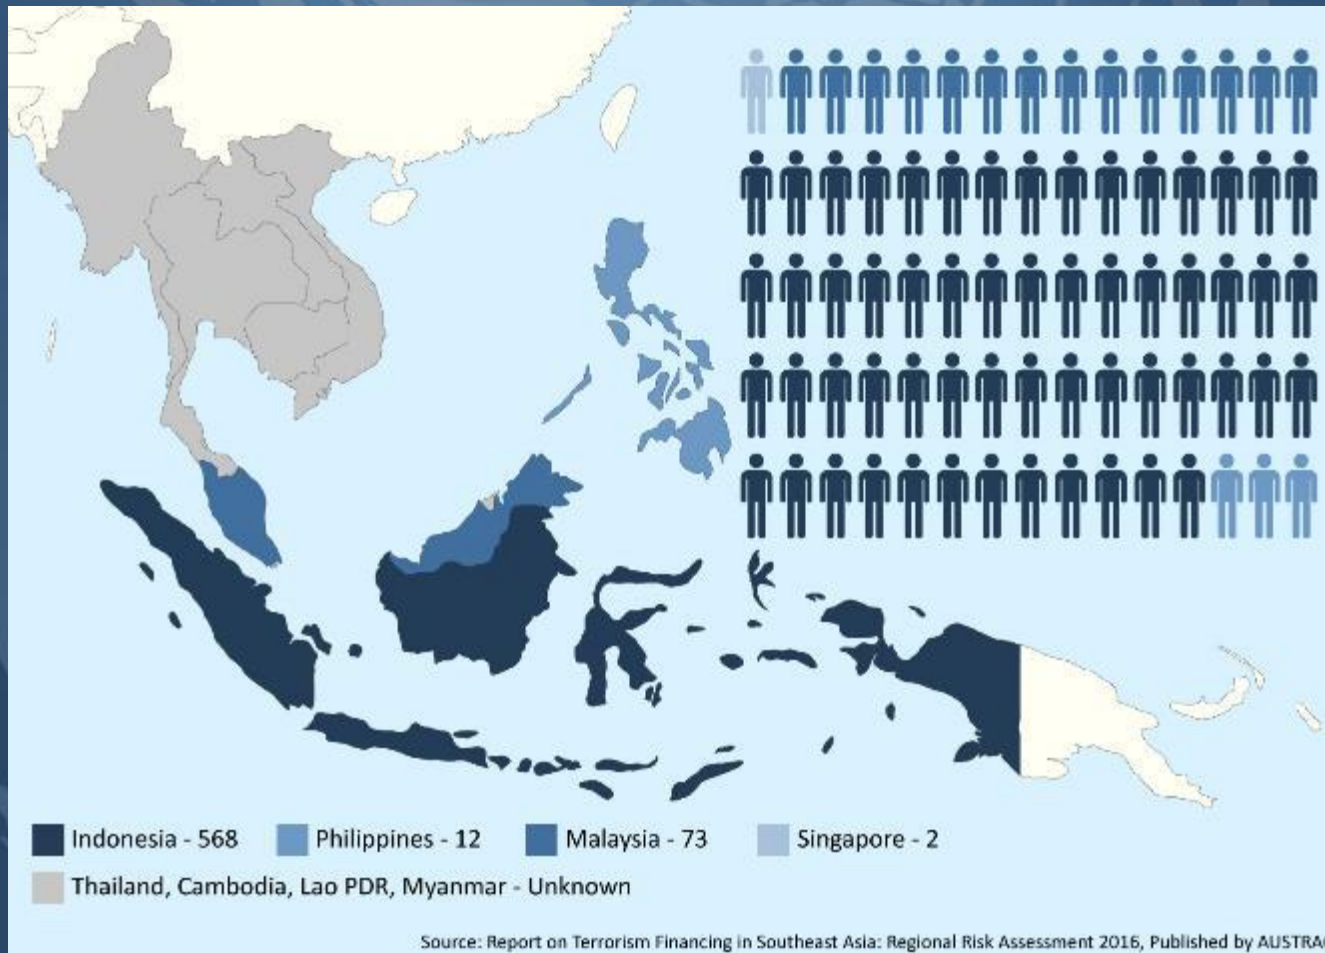 Indonesia - 568
Philippines - 12
Malaysia - 73
Singapore - 2
Thailand, Cambodia, Lao PDR, Myanmar - Unknown
Source: Report on Terrorism Financing in Southeast Asia: Regional Risk Assessment 2016, Published by